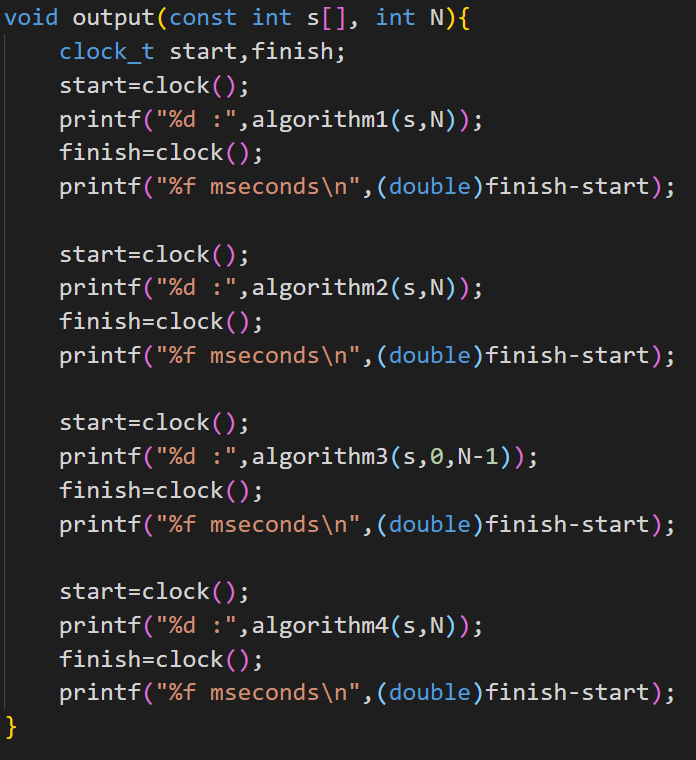 void output(const int s[], int N){
    clock_t start,finish;
    start=clock();
    printf("%d :",algorithm1(s,N));
    finish=clock();
    printf("%f mseconds\n",(double)finish-start);

    start=clock();
    printf("%d :",algorithm2(s,N));
    finish=clock();
    printf("%f mseconds\n",(double)finish-start);

    start=clock();
    printf("%d :",algorithm3(s,0,N-1));
    finish=clock();
    printf("%f mseconds\n",(double)finish-start);

    start=clock();
    printf("%d :",algorithm4(s,N));
    finish=clock();
    printf("%f mseconds\n",(double)finish-start);
}